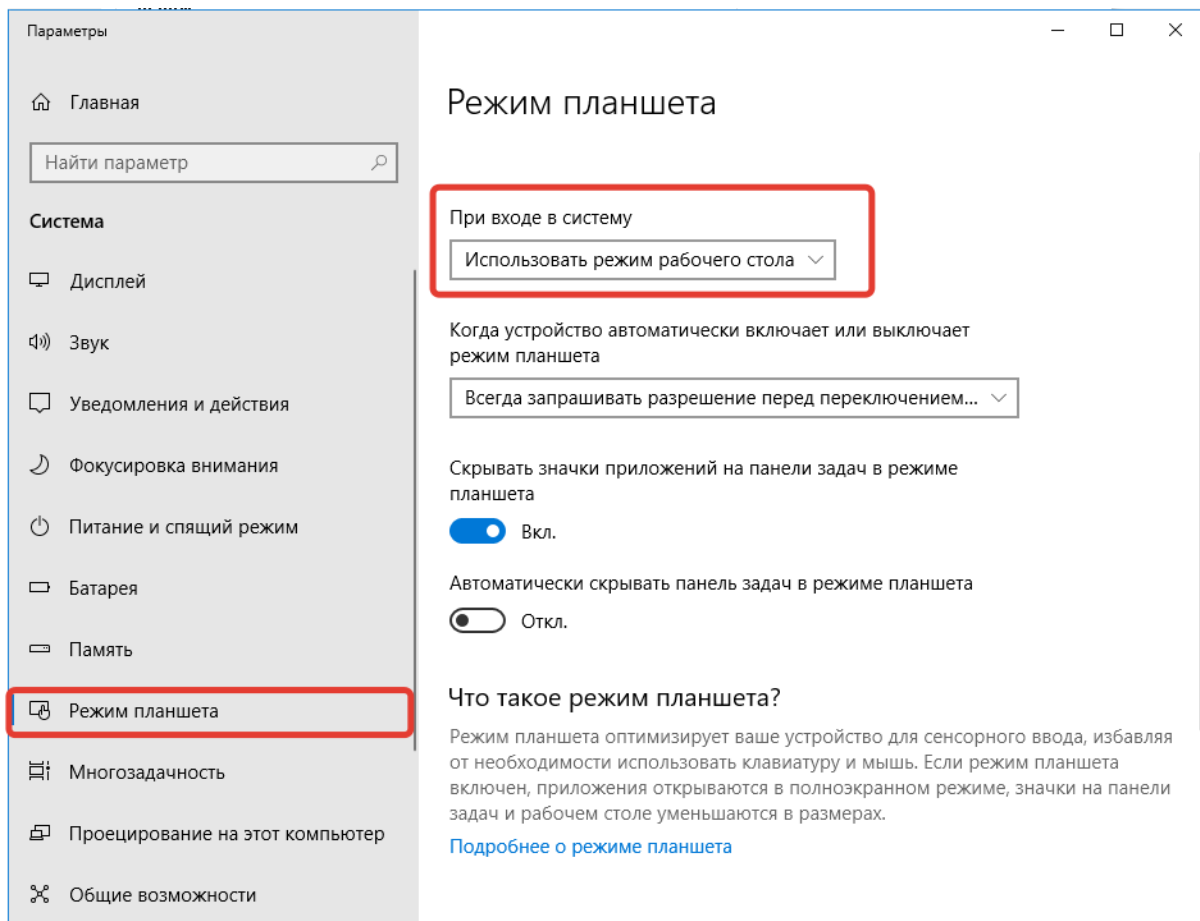 Параметры
Главная
Найти параметр
Система
Дисплей
Звук
Уведомления и действия
Фокусировка внимания
Питание и спящий режим
Батарея
Память
Режим планшета
Многозадачность
Проецирование на этот компьютер
Общие возможности
Режим планшета
При входе в систему
Использовать режим рабочего стола
Когда устройство автоматически включает или выключает
режим планшета
Всегда запрашивать разрешение перед переключением...
Скрывать значки приложений на панели задач в режиме
планшета
Вкл.
Автоматически скрывать панель задач в режиме планшета
Откл.
Что такое режим планшета?
Режим планшета оптимизирует ваше устройство для сенсорного ввода, избавляя
от необходимости использовать клавиатуру и мышь. Если режим планшета
включен, приложения открываются в полноэкранном режиме, значки на панели
задач и рабочем столе уменьшаются в размерах.
Подробнее о режиме планшета